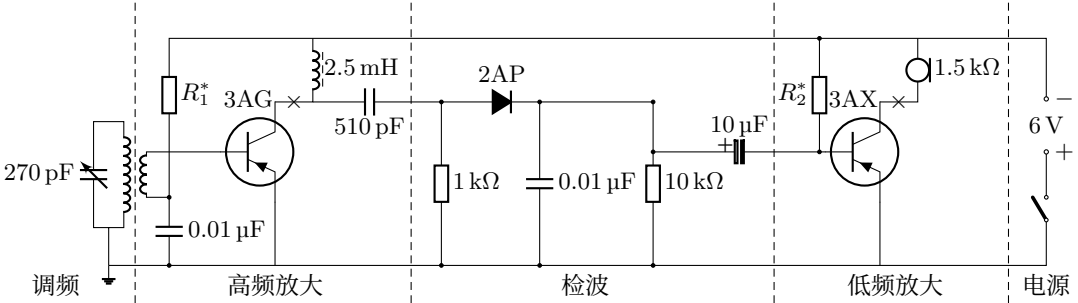 R₁*
3AG
2.5 mH
510 pF
2AP
10 µF
R₂*
3AX
1.5 kΩ
−
6 V
+
270 pF
0.01 µF
1 kΩ
0.01 µF
10 kΩ
+
调频
高频放大
检波
低频放大
电源